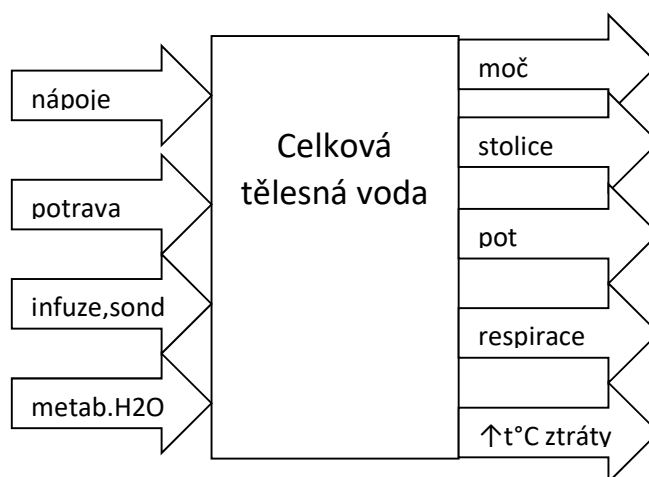 nápoje
potrava
infuze,sond
metab.H2O
Celková
tělesná voda
moč
stolice
pot
respirace
↑t°C ztráty